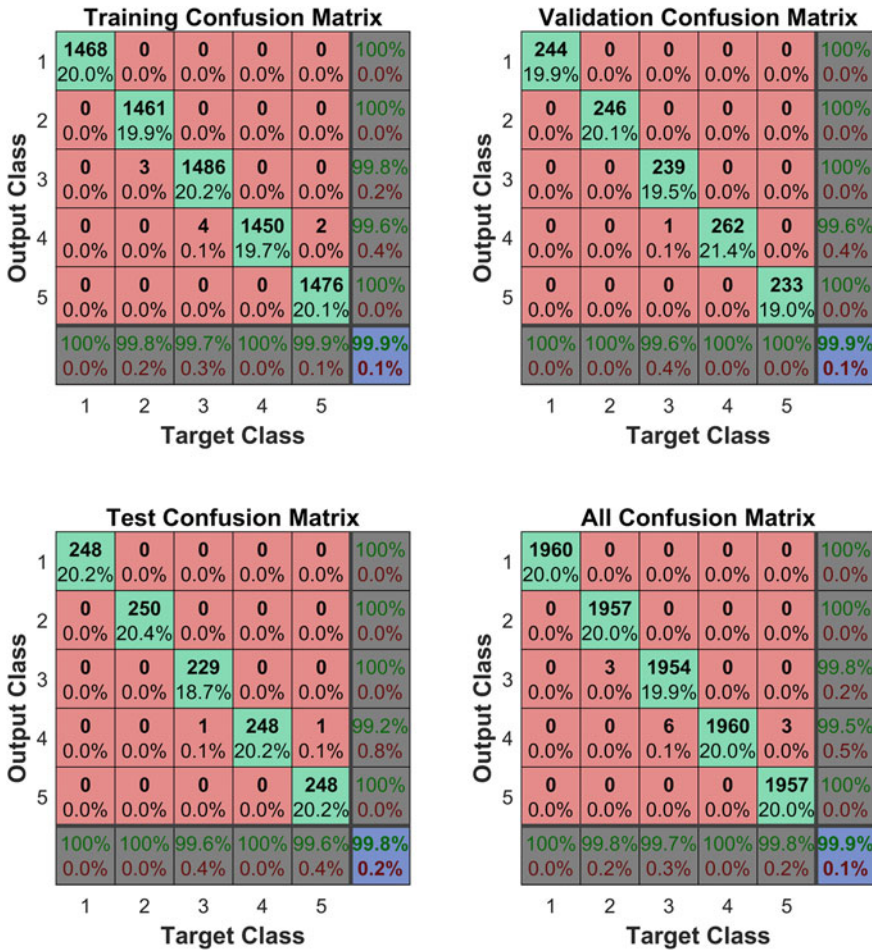 Training Confusion Matrix
Output Class
1
1468 0 0 0 0 100%
20.0% 0.0% 0.0% 0.0% 0.0% 0.0%
2
0 1461 0 0 0 100%
0.0% 19.9% 0.0% 0.0% 0.0% 0.0%
3
0 3 1486 0 0 99.8%
0.0% 0.0% 20.2% 0.0% 0.0% 0.2%
4
0 0 4 1450 2 99.6%
0.0% 0.0% 0.1% 19.7% 0.0% 0.4%
5
0 0 0 0 1476 100%
0.0% 0.0% 0.0% 0.0% 20.1% 0.0%
100% 99.8% 99.7% 100% 99.9% 99.9%
0.0% 0.2% 0.3% 0.0% 0.1% 0.1%
1 2 3 4 5
Target Class
Validation Confusion Matrix
Output Class
1
244 0 0 0 0 100%
19.9% 0.0% 0.0% 0.0% 0.0% 0.0%
2
0 246 0 0 0 100%
0.0% 20.1% 0.0% 0.0% 0.0% 0.0%
3
0 0 239 0 0 100%
0.0% 0.0% 19.5% 0.0% 0.0% 0.0%
4
0 0 1 262 0 99.6%
0.0% 0.0% 0.1% 21.4% 0.0% 0.4%
5
0 0 0 0 233 100%
0.0% 0.0% 0.0% 0.0% 19.0% 0.0%
100% 100% 99.6% 100% 100% 99.9%
0.0% 0.0% 0.4% 0.0% 0.0% 0.1%
1 2 3 4 5
Target Class
Test Confusion Matrix
Output Class
1
248 0 0 0 0 100%
20.2% 0.0% 0.0% 0.0% 0.0% 0.0%
2
0 250 0 0 0 100%
0.0% 20.4% 0.0% 0.0% 0.0% 0.0%
3
0 0 229 0 0 100%
0.0% 0.0% 18.7% 0.0% 0.0% 0.0%
4
0 0 1 248 1 99.2%
0.0% 0.0% 0.1% 20.2% 0.1% 0.8%
5
0 0 0 0 248 100%
0.0% 0.0% 0.0% 0.0% 20.2% 0.0%
100% 100% 99.6% 100% 99.6% 99.8%
0.0% 0.0% 0.4% 0.0% 0.4% 0.2%
1 2 3 4 5
Target Class
All Confusion Matrix
Output Class
1
1960 0 0 0 0 100%
20.0% 0.0% 0.0% 0.0% 0.0% 0.0%
2
0 1957 0 0 0 100%
0.0% 20.0% 0.0% 0.0% 0.0% 0.0%
3
0 3 1954 0 0 99.8%
0.0% 0.0% 19.9% 0.0% 0.0% 0.2%
4
0 0 6 1960 3 99.5%
0.0% 0.0% 0.1% 20.0% 0.0% 0.5%
5
0 0 0 0 1957 100%
0.0% 0.0% 0.0% 0.0% 20.0% 0.0%
100% 99.8% 99.7% 100% 99.8% 99.9%
0.0% 0.2% 0.3% 0.0% 0.2% 0.1%
1 2 3 4 5
Target Class